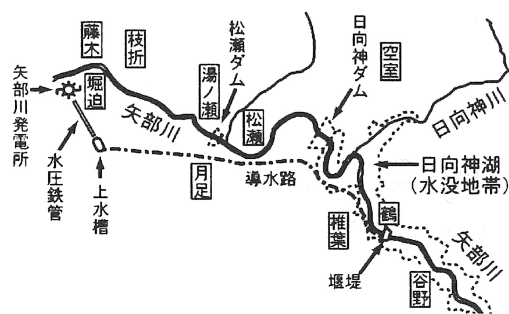 藤木
枝折
堀迫
矢部川発電所
水圧鉄管
上水槽
矢部川
湯ノ瀬
松瀬ダム
松瀬
月足
導水路
日向神ダム
空室
日向神川
日向神湖
(水没地帯)
椎葉
鶴
堰堤
矢部川
谷野